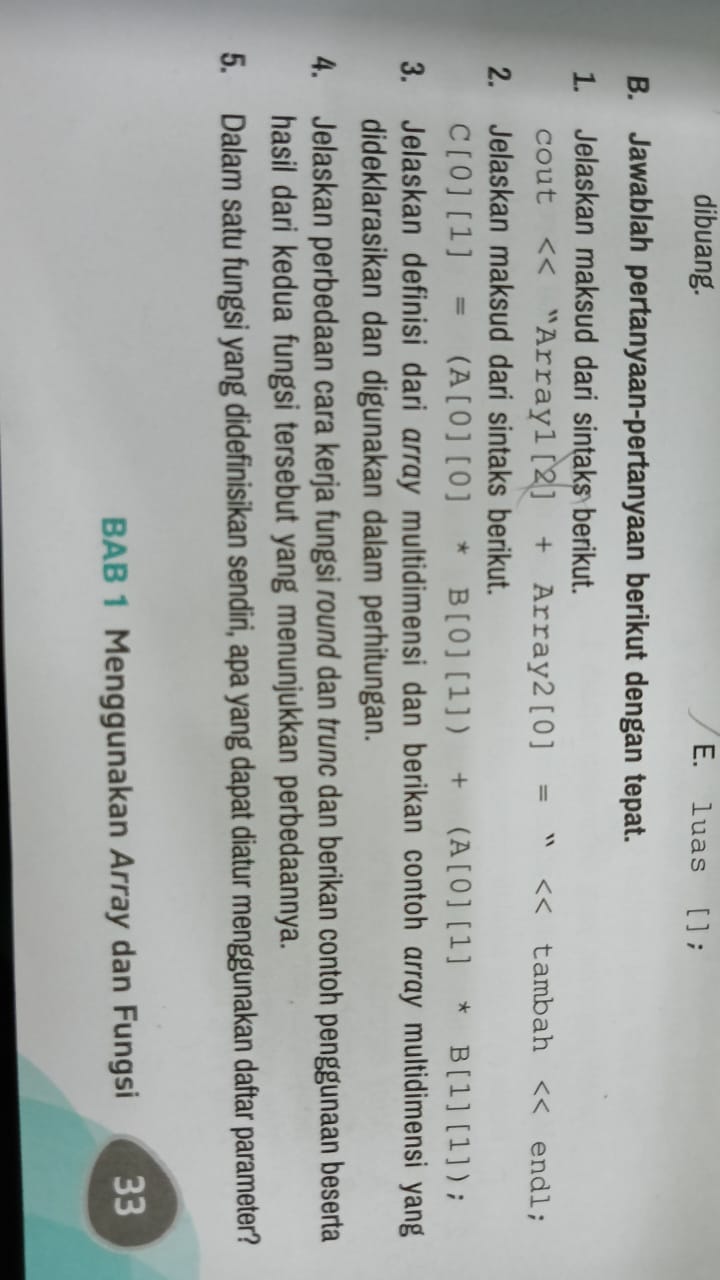 dibuang.
E. luas [];
B. Jawablah pertanyaan-pertanyaan berikut dengan tepat.
1. Jelaskan maksud dari sintaks berikut.
cout << "Array1[2] + Array2[0] = " << tambah << endl;
2. Jelaskan maksud dari sintaks berikut.
C[0][1] = (A[0][0] * B[0][1]) + (A[0][1] * B[1][1]);
3. Jelaskan definisi dari array multidimensi dan berikan contoh array multidimensi yang
dideklarasikan dan digunakan dalam perhitungan.
4. Jelaskan perbedaan cara kerja fungsi round dan trunc dan berikan contoh penggunaan beserta
hasil dari kedua fungsi tersebut yang menunjukkan perbedaannya.
5. Dalam satu fungsi yang didefinisikan sendiri, apa yang dapat diatur menggunakan daftar parameter?
BAB 1 Menggunakan Array dan Fungsi 33